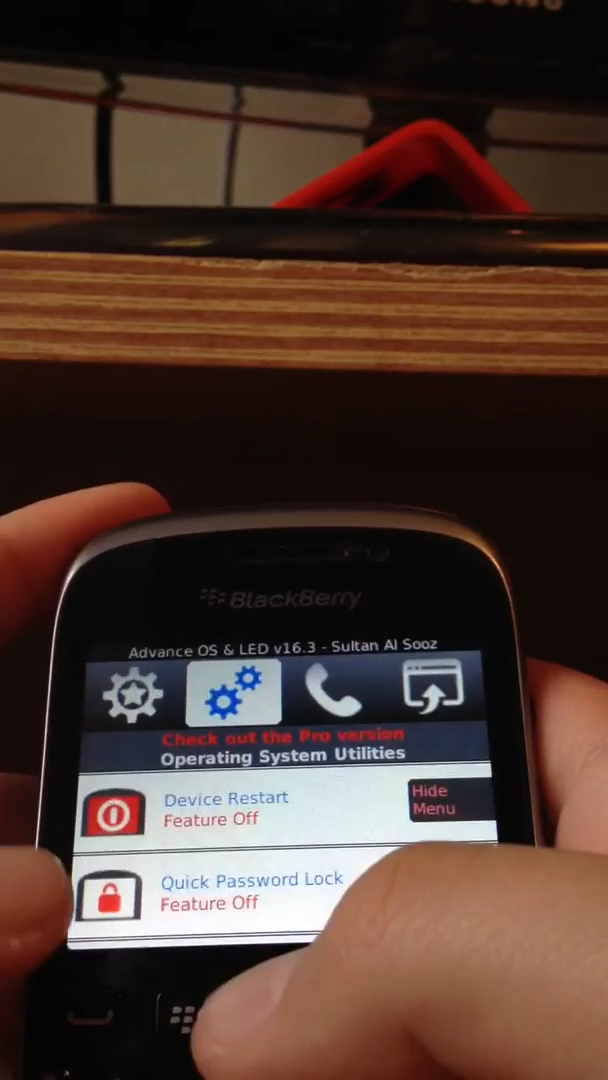 BlackBerry
Advance OS & LED v16.3 - Sultan Al Sooz
Check out the Pro version
Operating System Utilities
Device Restart
Feature Off
Hide
Menu
Quick Password Lock
Feature Off